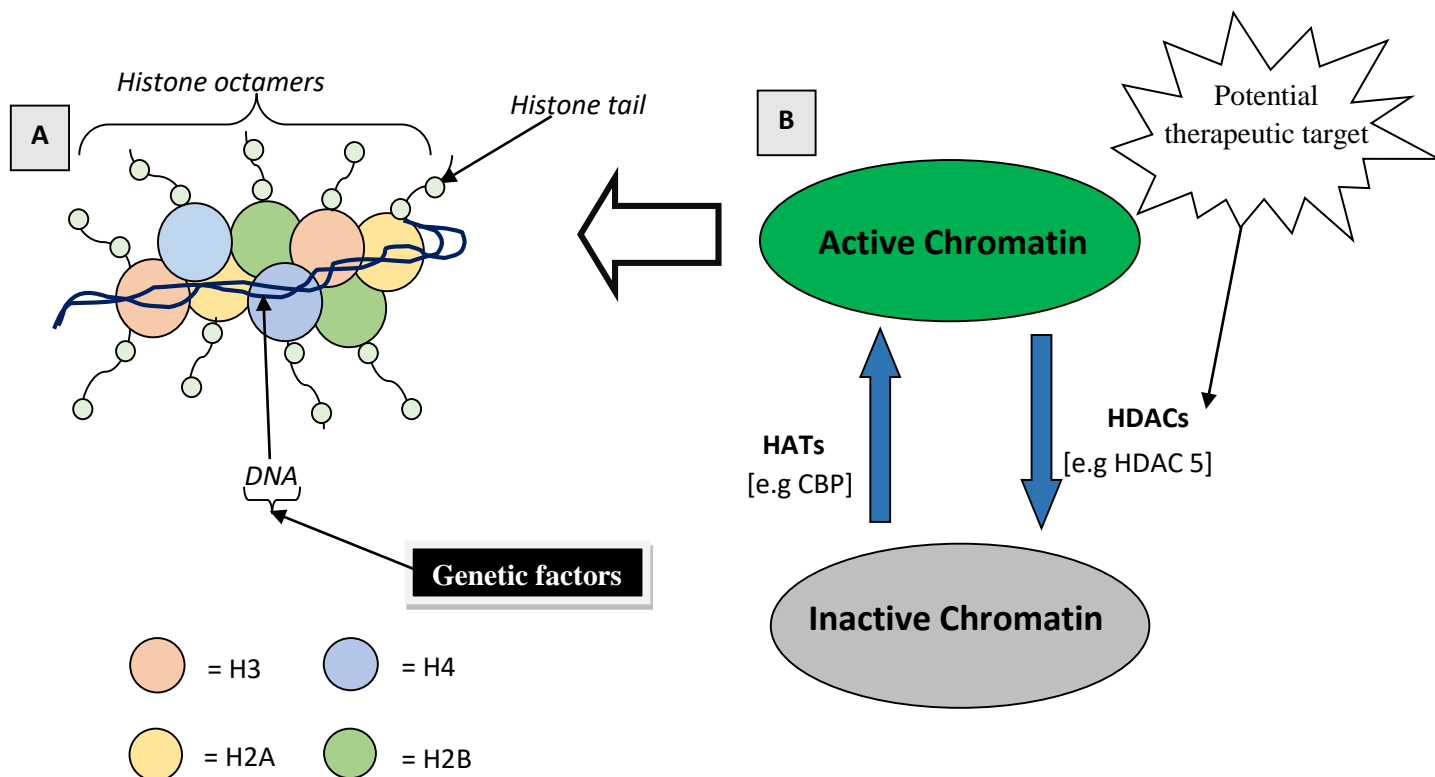 A
Histone octamers
Histone tail
DNA
Genetic factors
= H3
= H4
= H2A
= H2B
B
Potential
therapeutic target
Active Chromatin
HATs
[e.g CBP]
HDACs
[e.g HDAC 5]
Inactive Chromatin